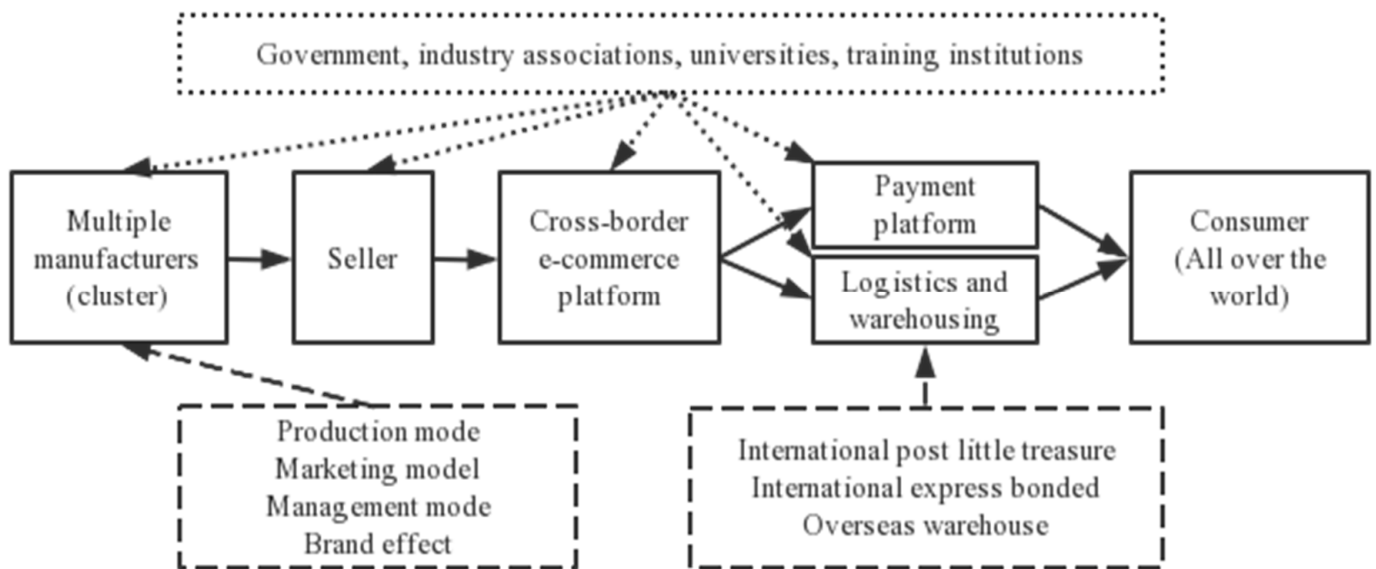 Government, industry associations, universities, training institutions
Multiple
manufacturers
(cluster)
Seller
Cross-border
e-commerce
platform
Payment
platform
Logistics and
warehousing
Consumer
(All over the
world)
Production mode
Marketing model
Management mode
Brand effect
International post little treasure
International express bonded
Overseas warehouse